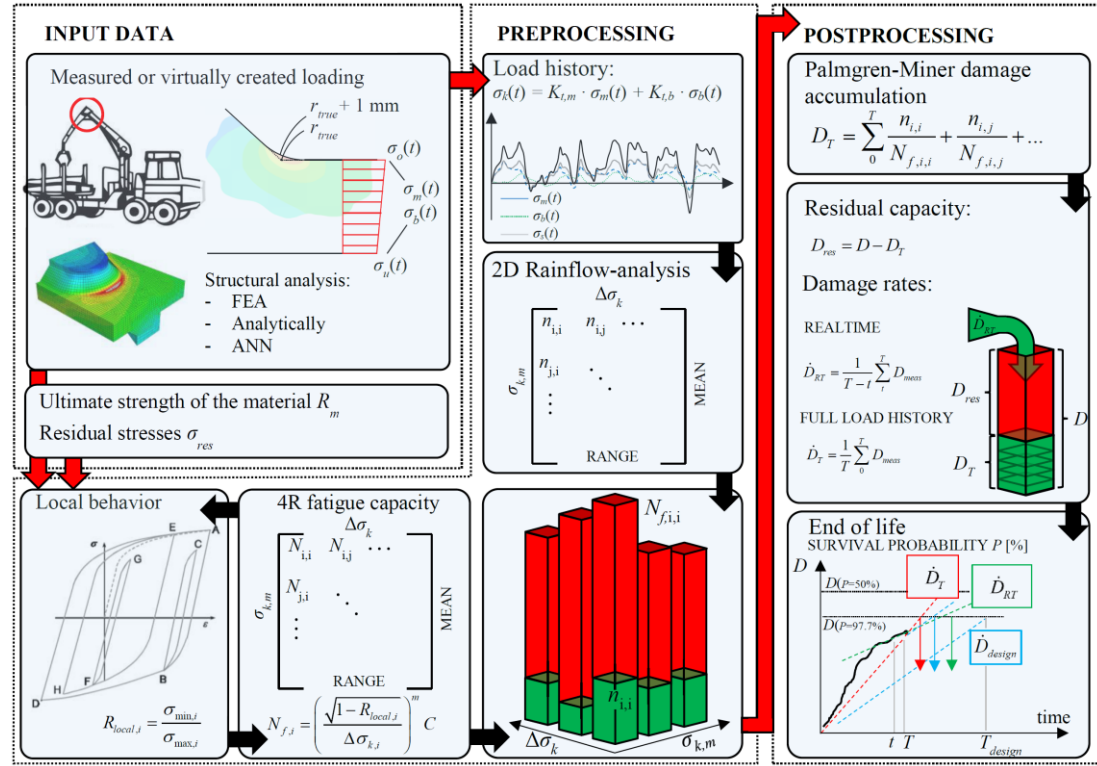 INPUT DATA
Measured or virtually created loading
r_true + 1 mm
r_true
σ_o(t)
σ_m(t)
σ_b(t)
σ_u(t)
Structural analysis:
- FEA
- Analytically
- ANN
Ultimate strength of the material R_m
Residual stresses σ_res
Local behavior
σ
E
A
C
G
ε
F
B
H
D
R_local,i = σ_min,i / σ_max,i
4R fatigue capacity
Δσ_k
N_i,i N_i,j ⋯
N_j,i ⋱
⋮
σ_k,m
MEAN
RANGE
N_f,i = (√(1 − R_local,i) / Δσ_k,i)^m C
PREPROCESSING
Load history:
σ_k(t) = K_t,m · σ_m(t) + K_t,b · σ_b(t)
σ_m(t)
σ_b(t)
σ_s(t)
2D Rainflow-analysis
Δσ_k
n_i,i n_i,j ⋯
n_j,i ⋱
⋮
σ_k,m
MEAN
RANGE
N_f,i,i
n_i,i
Δσ_k
σ_k,m
POSTPROCESSING
Palmgren-Miner damage
accumulation
D_T = ∑_0^T n_i,i / N_f,i,i + n_i,j / N_f,i,j + ...
Residual capacity:
D_res = D − D_T
Damage rates:
REALTIME
Ḋ_RT = 1 / (T − t) ∑_t^T D_meas
FULL LOAD HISTORY
Ḋ_T = 1 / T ∑_0^T D_meas
Ḋ_RT
D_res
D
D_T
End of life
SURVIVAL PROBABILITY P [%]
D
D(P=50%)
D(P=97.7%)
Ḋ_T
Ḋ_RT
Ḋ_design
time
t T
T_design